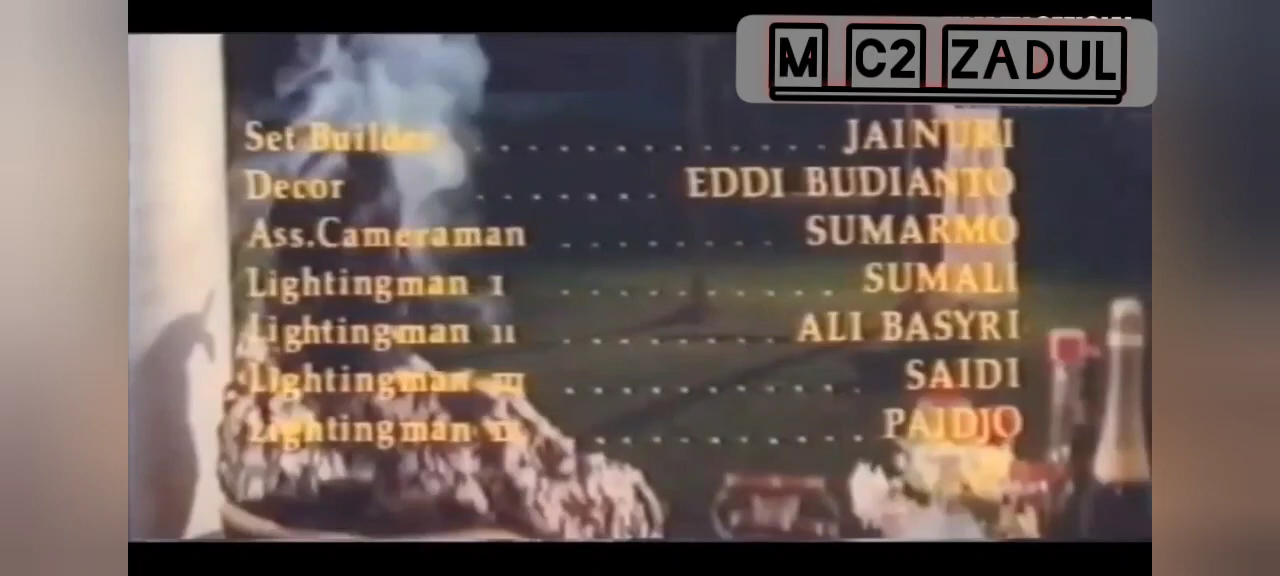 M C2 ZADUL
Set Builder . . . . . . . . . . . . JAINURI
Decor . . . . . . . EDDI BUDIANTO
Ass.Cameraman . . . . . . . . SUMARMO
Lightingman I . . . . . . . . . . SUMALI
Lightingman II . . . . . . . . ALI BASYRI
Lightingman III . . . . . . . . . . SAIDI
Lightingman . . . . . . . . . . PAIDJO